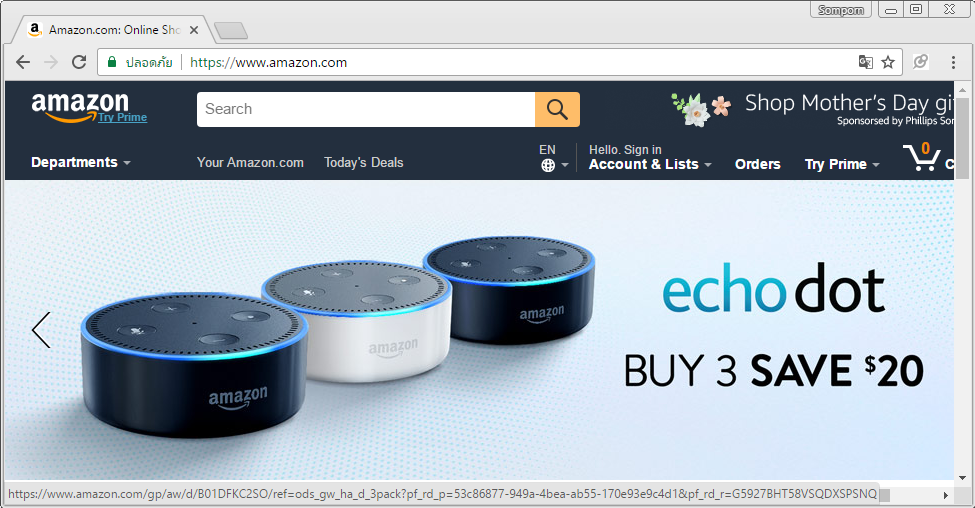 Sompom
Amazon.com: Online Sho
ปลอดภัย https://www.amazon.com
amazon
Try Prime
Search
Shop Mother's Day gif
Sponsored by Phillips Son
Departments
Your Amazon.com
Today's Deals
EN
Hello. Sign in
Account & Lists
Orders
Try Prime
0
C
echo dot
BUY 3 SAVE $20
amazon
amazon
amazon
https://www.amazon.com/gp/aw/d/B01DFKC2SO/ref=ods_gw_ha_d_3pack?pf_rd_p=53c86877-949a-4bea-ab55-170e93e9c4d1&pf_rd_r=G5927BHT58VSQDXSPSNQ